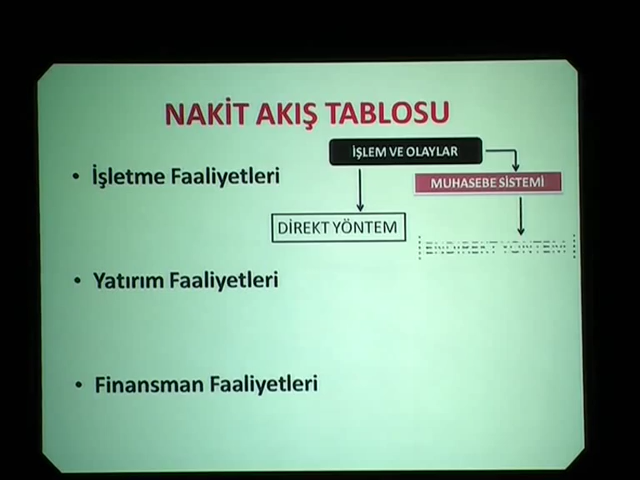 NAKİT AKIŞ TABLOSU
İŞLEM VE OLAYLAR
• İşletme Faaliyetleri
MUHASEBE SİSTEMİ
DİREKT YÖNTEM
• Yatırım Faaliyetleri
• Finansman Faaliyetleri